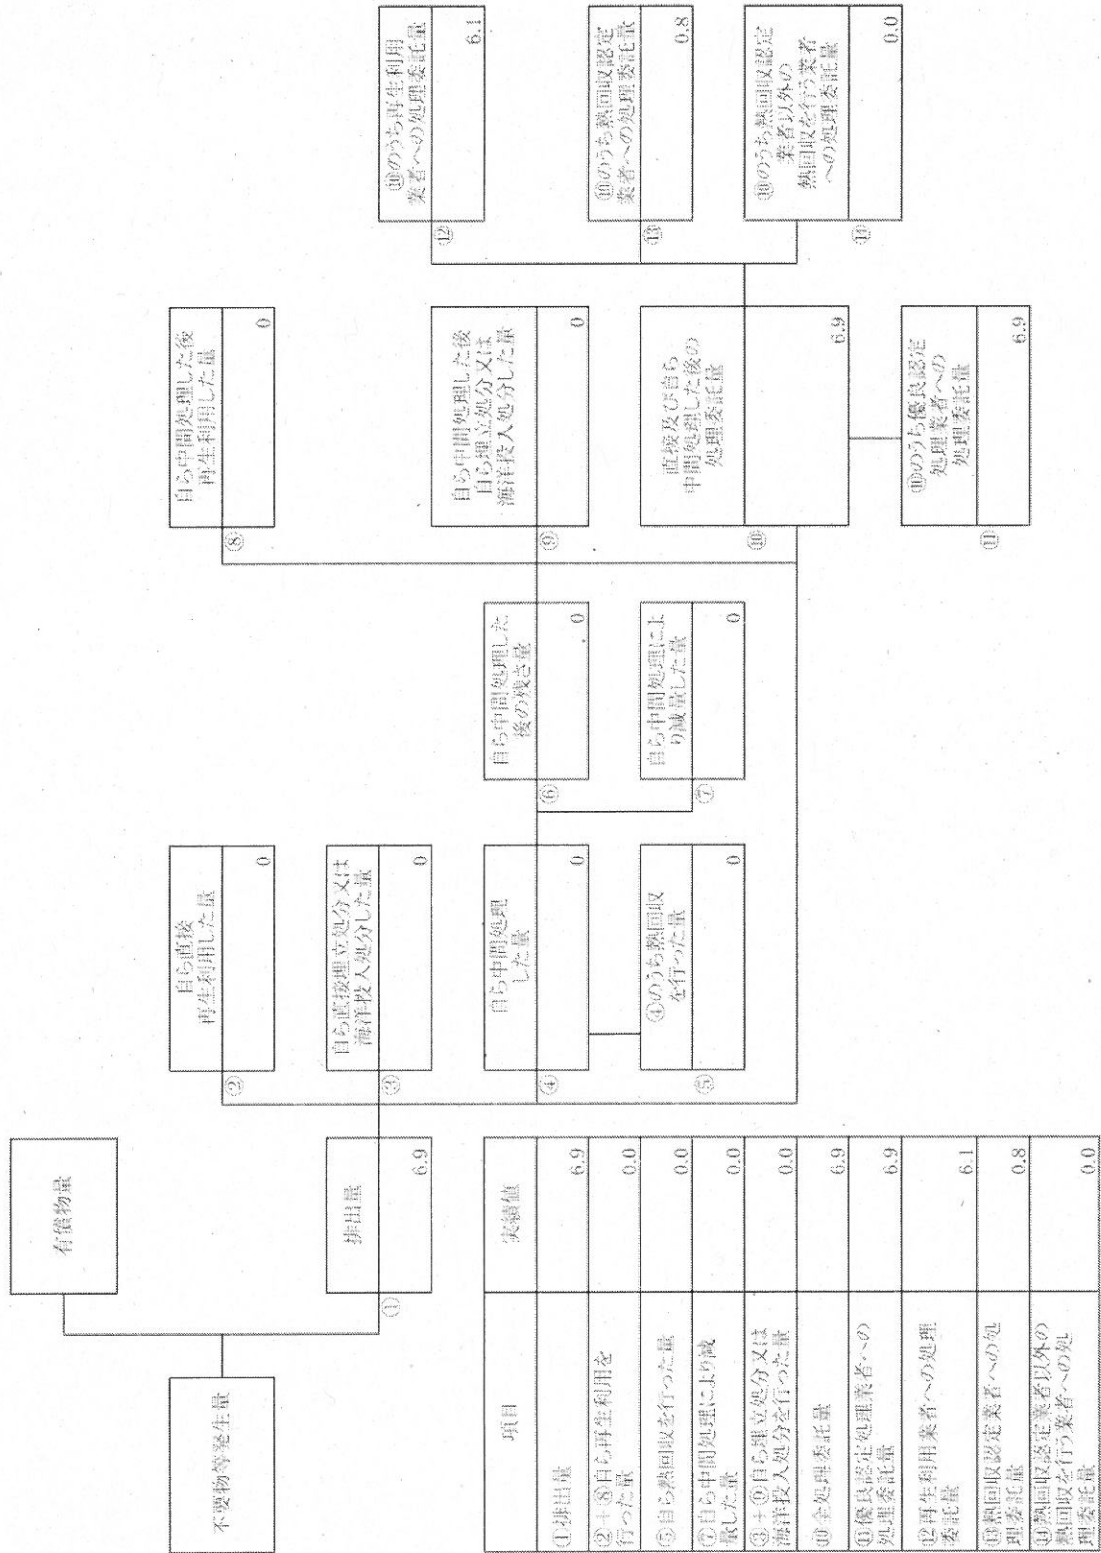 不要物等発生量
有償物量
①
排出量
6.9
②
自ら直接
再生利用した量
0
③
自ら直接埋立処分又は
海洋投入処分した量
0
④
自ら中間処理
した量
0
⑤
④のうち熱回収
を行った量
0
⑥
自ら中間処理した
後の残さ量
0
⑦
自ら中間処理によ
り減量した量
0
⑧
自ら中間処理した後
再生利用した量
0
⑨
自ら中間処理した後
自ら埋立処分又は
海洋投入処分した量
0
⑩
直接及び自ら
中間処理した後の
処理委託量
6.9
⑪
⑩のうち優良認定
処理業者への
処理委託量
6.9
⑫
⑩のうち再生利用
業者への処理委託量
6.1
⑬
⑩のうち熱回収認定
業者への処理委託量
0.8
⑭
⑩のうち熱回収認定
業者以外の
熱回収を行う業者
への処理委託量
0.0
項目
実績値
①排出量
6.9
②+⑧自ら再生利用を
行った量
0.0
⑤自ら熱回収を行った量
0.0
⑦自ら中間処理により減
量した量
0.0
③+⑨自ら埋立処分又は
海洋投入処分を行った量
0.0
⑩全処理委託量
6.9
⑪優良認定処理業者への
処理委託量
6.9
⑫再生利用業者への処理
委託量
6.1
⑬熱回収認定業者への処
理委託量
0.8
⑭熱回収認定業者以外の
熱回収を行う業者への処
理委託量
0.0